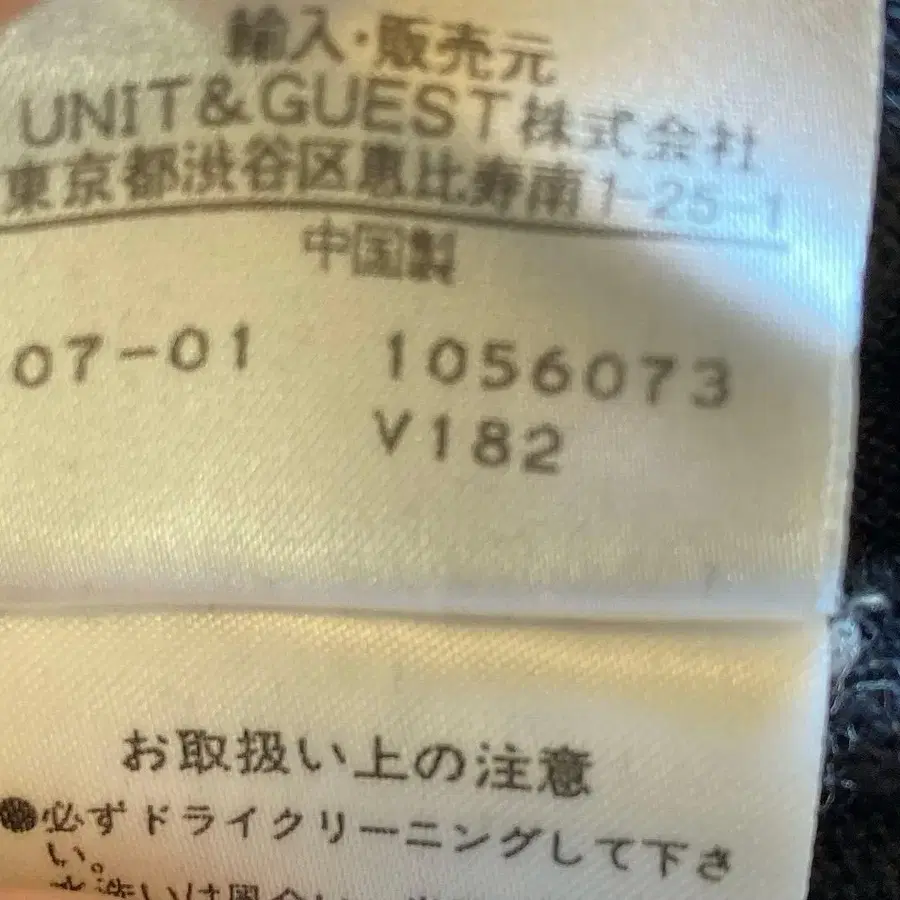 輸入・販売元
UNIT&GUEST株式会社
東京都渋谷区恵比寿南1-25-1
中国製
07-01 1056073
V182
お取扱い上の注意
●必ずドライクリーニングして下さ
い。